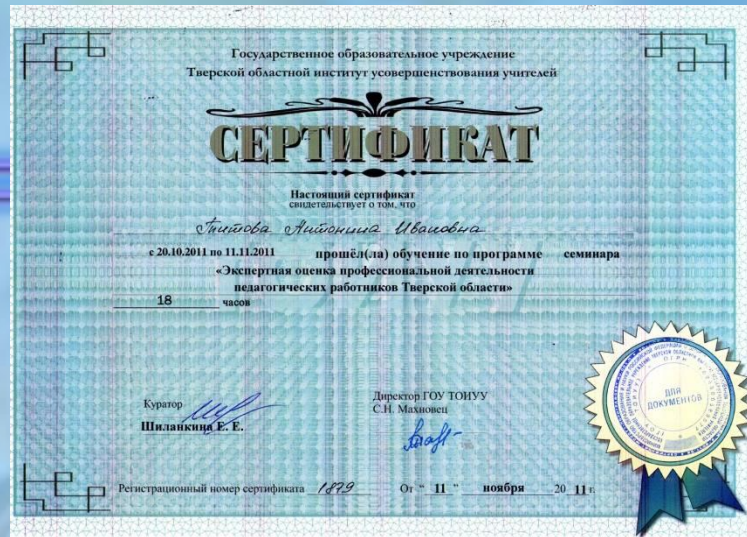 Государственное образовательное учреждение
Тверской областной институт усовершенствования учителей
СЕРТИФИКАТ
Настоящий сертификат
свидетельствует о том, что
Антонина Ивановна
с 20.10.2011 по 11.11.2011 прошёл(ла) обучение по программе семинара
«Экспертная оценка профессиональной деятельности
педагогических работников Тверской области»
18 часов
Куратор
Шиланкина Е. Е.
Директор ГОУ ТОИУУ
С.Н. Махновец
ДЛЯ
ДОКУМЕНТОВ
Регистрационный номер сертификата 1879 От " 11 " ноября 20 11 г.